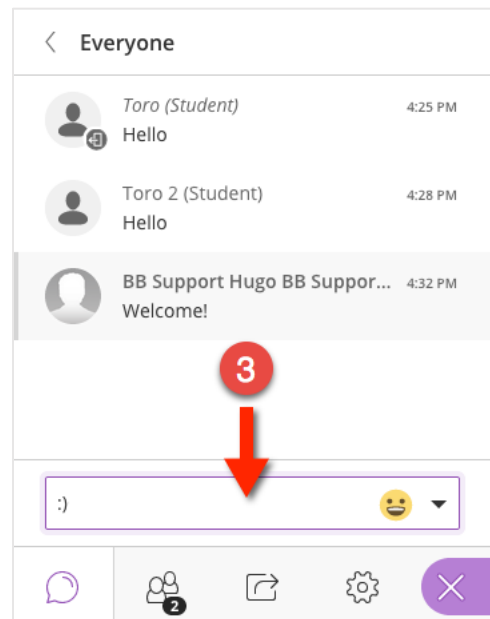 Everyone
Toro (Student) 4:25 PM
Hello
Toro 2 (Student) 4:28 PM
Hello
BB Support Hugo BB Suppor... 4:32 PM
Welcome!
3
:)
2